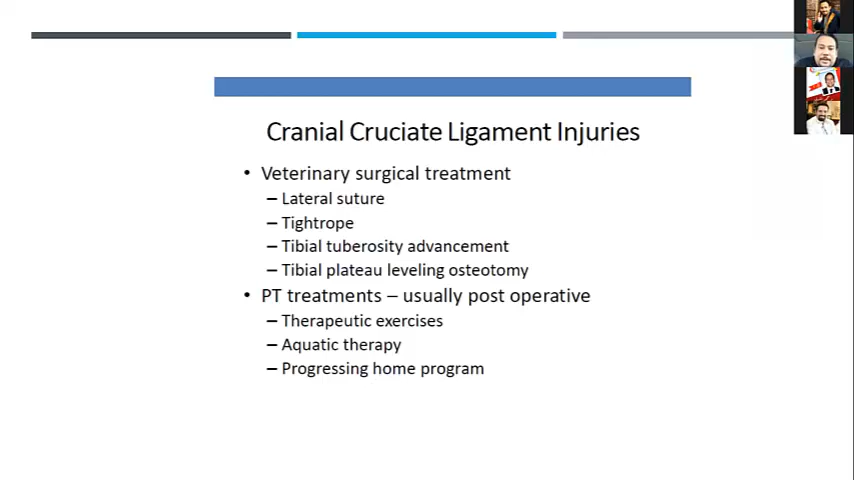 Cranial Cruciate Ligament Injuries
• Veterinary surgical treatment
– Lateral suture
– Tightrope
– Tibial tuberosity advancement
– Tibial plateau leveling osteotomy
• PT treatments – usually post operative
– Therapeutic exercises
– Aquatic therapy
– Progressing home program